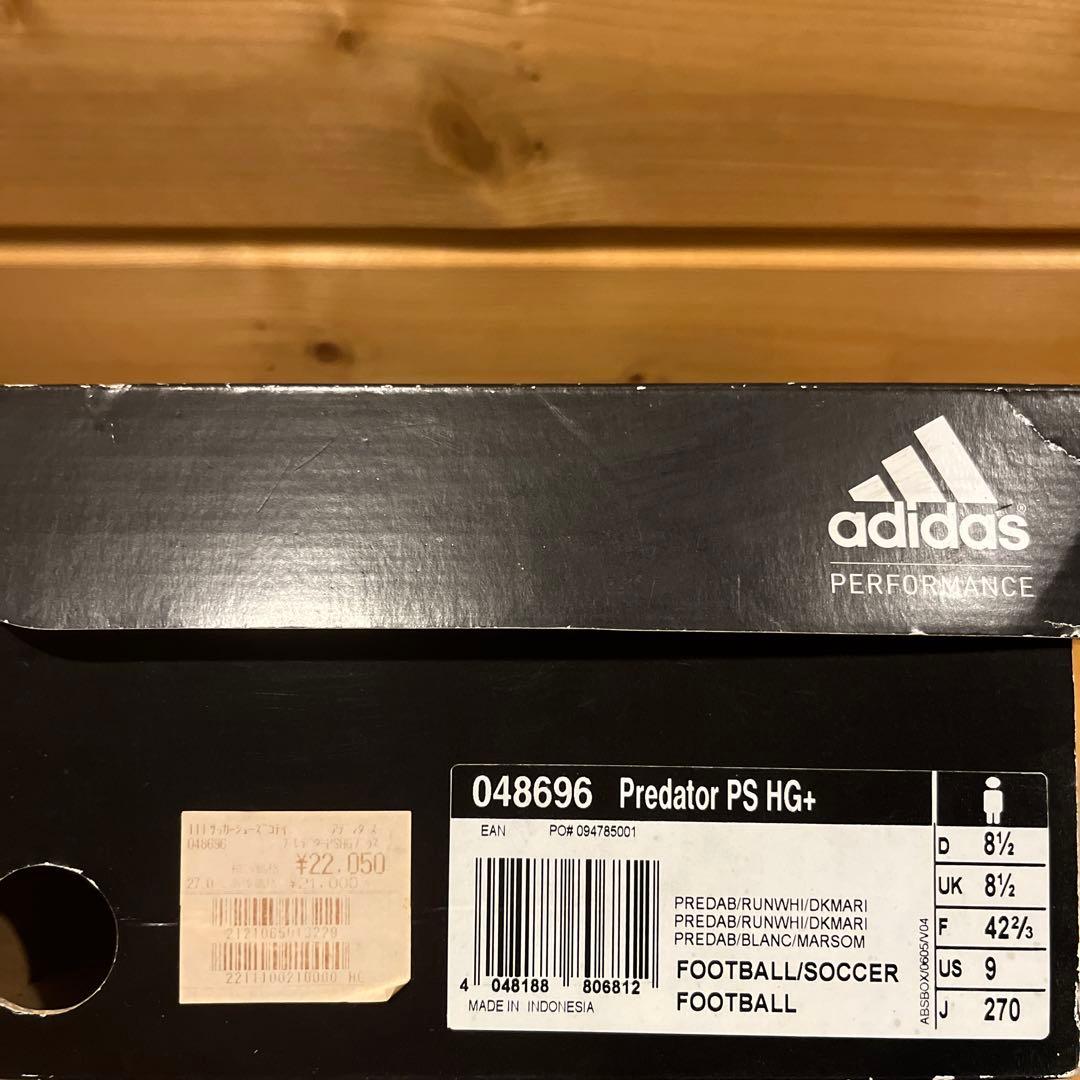 adidas®
PERFORMANCE
048696 Predator PS HG+
EAN PO# 094785001
4 048188 806812
MADE IN INDONESIA
PREDAB/RUNWHI/DKMARI
PREDAB/RUNWHI/DKMARI
PREDAB/BLANC/MARSOM
FOOTBALL/SOCCER
FOOTBALL
ABSBOX/0605/V04
D 8½
UK 8½
F 42⅔
US 9
J 270
048696
¥22,050
27.0 ¥21,000